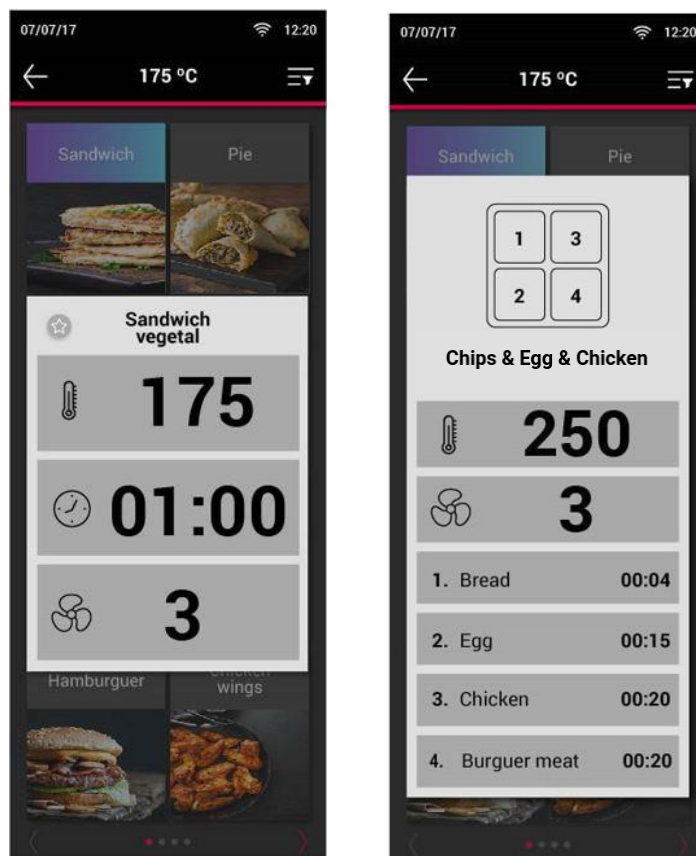 07/07/17 12:20
175 ºC
Sandwich Pie
Sandwich
vegetal
175
01:00
3
Hamburguer Chicken
wings
07/07/17 12:20
175 ºC
Sandwich Pie
1 3
2 4
Chips & Egg & Chicken
250
3
1. Bread 00:04
2. Egg 00:15
3. Chicken 00:20
4. Burguer meat 00:20